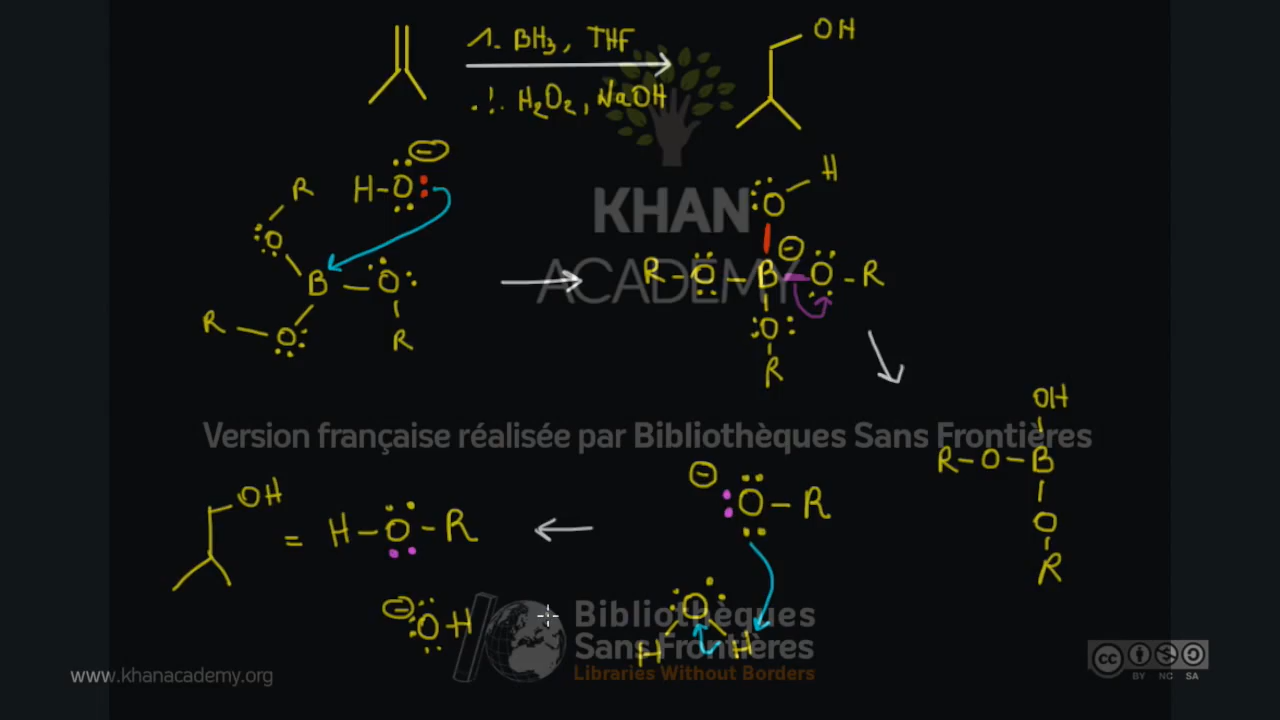 1. BH3, THF
OH
.!. H2O2, NaOH
⊖
R
H-O
H
O
O
⊖
B
O
R-O-B-O-R
KHAN
ACADEMY
R
O
R
O
R
OH
Version française réalisée par Bibliothèques Sans Frontières
R-O-B
⊖
O-R
OH
= H-O-R
O
R
⊖
OH
O
H
H
Bibliothèques
Sans Frontières
Libraries Without Borders
www.khanacademy.org
cc
BY NC SA